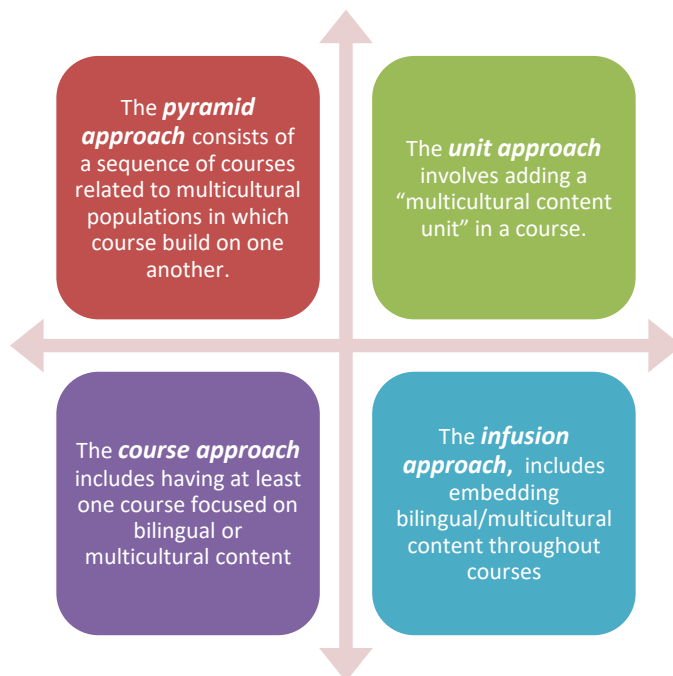 The pyramid
approach consists of
a sequence of courses
related to multicultural
populations in which
course build on one
another.
The unit approach
involves adding a
“multicultural content
unit” in a course.
The course approach
includes having at least
one course focused on
bilingual or
multicultural content
The infusion
approach, includes
embedding
bilingual/multicultural
content throughout
courses